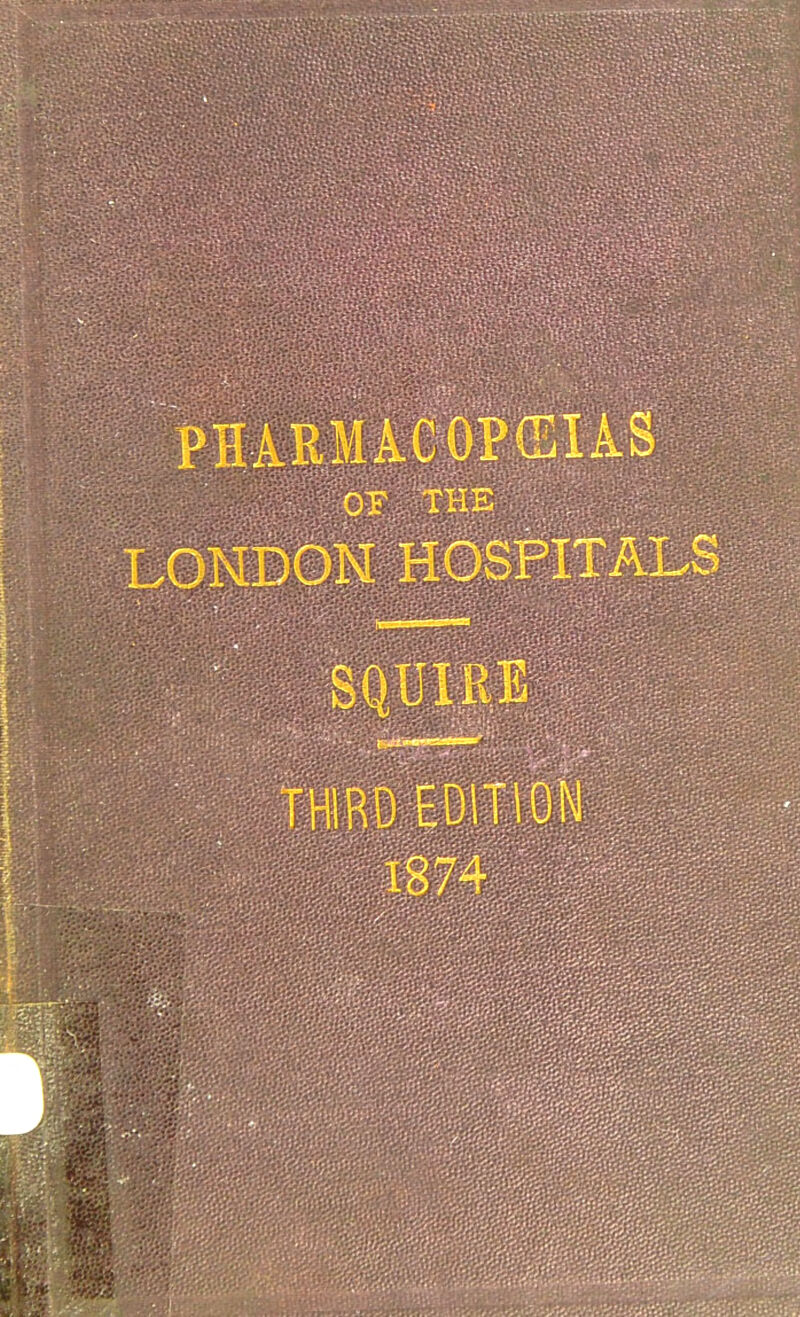 PHARMACOPŒIAS
OF THE
LONDON HOSPITALS
SQUIRE
THIRD EDITION
1874